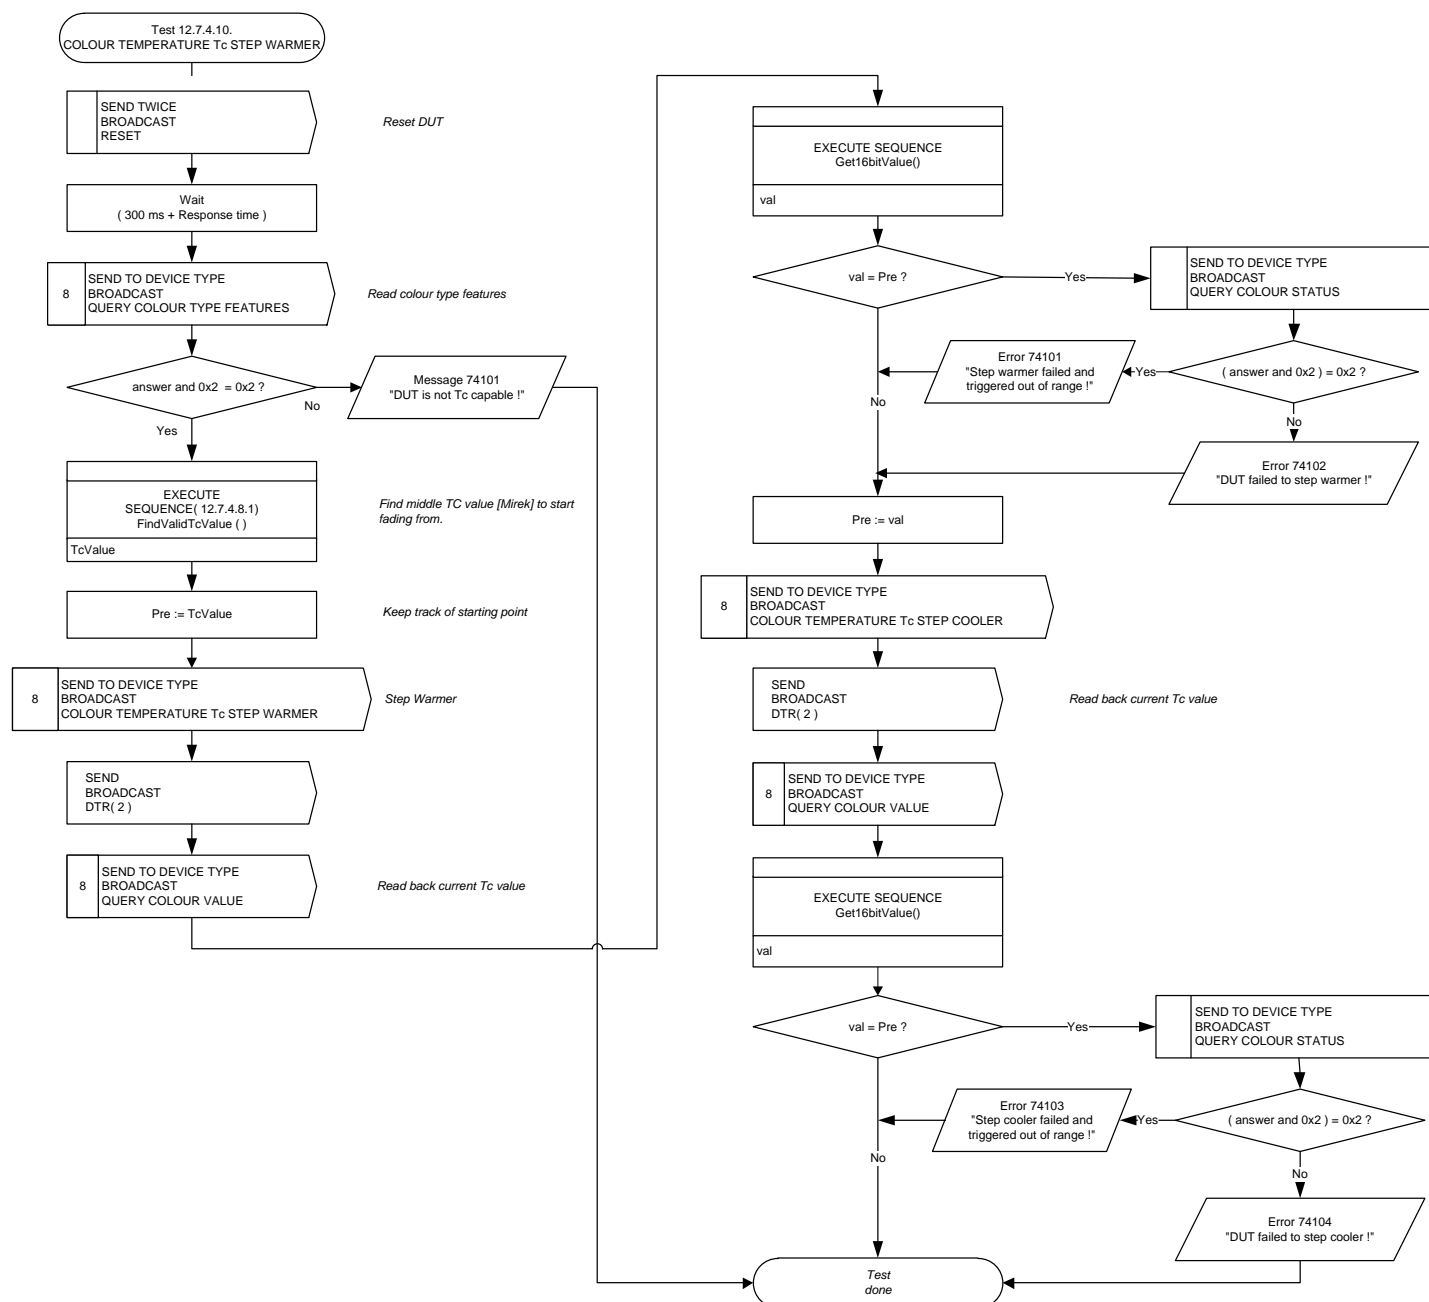 Test 12.7.4.10.
COLOUR TEMPERATURE Tc STEP WARMER
SEND TWICE
BROADCAST
RESET
Reset DUT
Wait
( 300 ms + Response time )
8
SEND TO DEVICE TYPE
BROADCAST
QUERY COLOUR TYPE FEATURES
Read colour type features
answer and 0x2 = 0x2 ?
No
Yes
Message 74101
"DUT is not Tc capable !"
EXECUTE
SEQUENCE( 12.7.4.8.1)
FindValidTcValue ( )
TcValue
Find middle TC value [Mirek] to start
fading from.
Pre := TcValue
Keep track of starting point
8
SEND TO DEVICE TYPE
BROADCAST
COLOUR TEMPERATURE Tc STEP WARMER
Step Warmer
SEND
BROADCAST
DTR( 2 )
8
SEND TO DEVICE TYPE
BROADCAST
QUERY COLOUR VALUE
Read back current Tc value
EXECUTE SEQUENCE
Get16bitValue()
val
val = Pre ?
Yes
No
SEND TO DEVICE TYPE
BROADCAST
QUERY COLOUR STATUS
( answer and 0x2 ) = 0x2 ?
Yes
No
Error 74101
"Step warmer failed and
triggered out of range !"
Error 74102
"DUT failed to step warmer !"
Pre := val
8
SEND TO DEVICE TYPE
BROADCAST
COLOUR TEMPERATURE Tc STEP COOLER
SEND
BROADCAST
DTR( 2 )
Read back current Tc value
8
SEND TO DEVICE TYPE
BROADCAST
QUERY COLOUR VALUE
EXECUTE SEQUENCE
Get16bitValue()
val
val = Pre ?
Yes
No
SEND TO DEVICE TYPE
BROADCAST
QUERY COLOUR STATUS
( answer and 0x2 ) = 0x2 ?
Yes
No
Error 74103
"Step cooler failed and
triggered out of range !"
Error 74104
"DUT failed to step cooler !"
Test
done